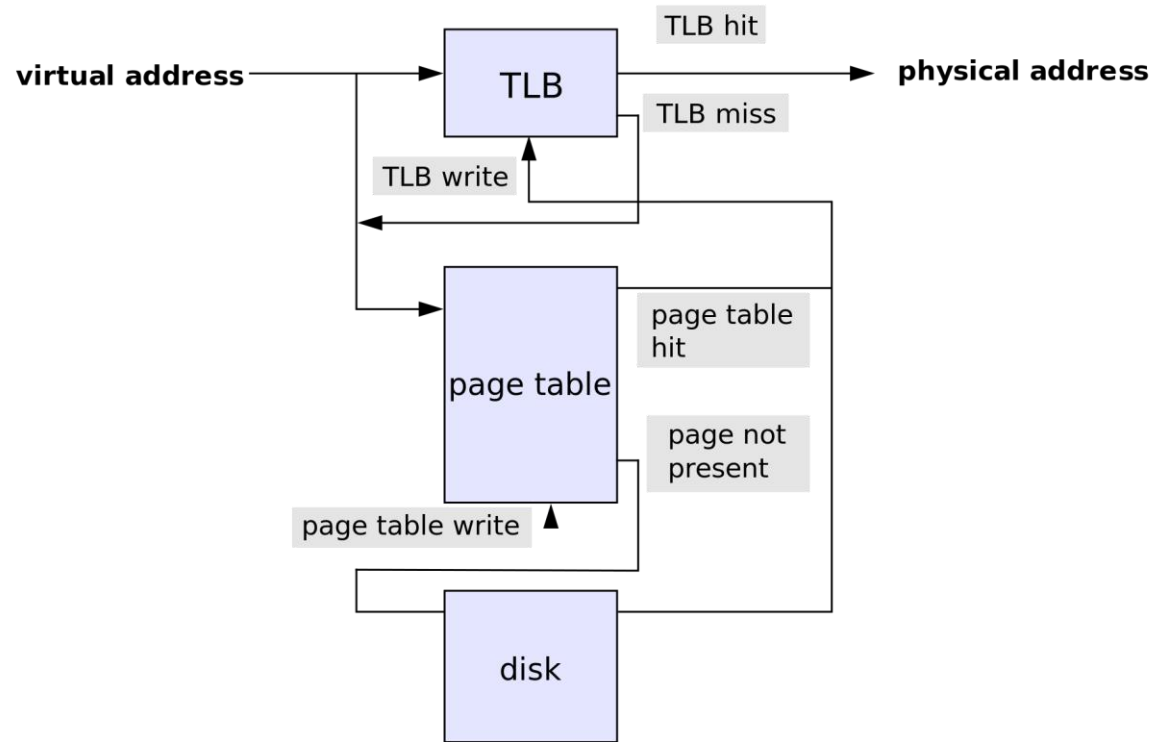 TLB hit
virtual address
TLB
physical address
TLB miss
TLB write
page table
hit
page table
page not
present
page table write
disk